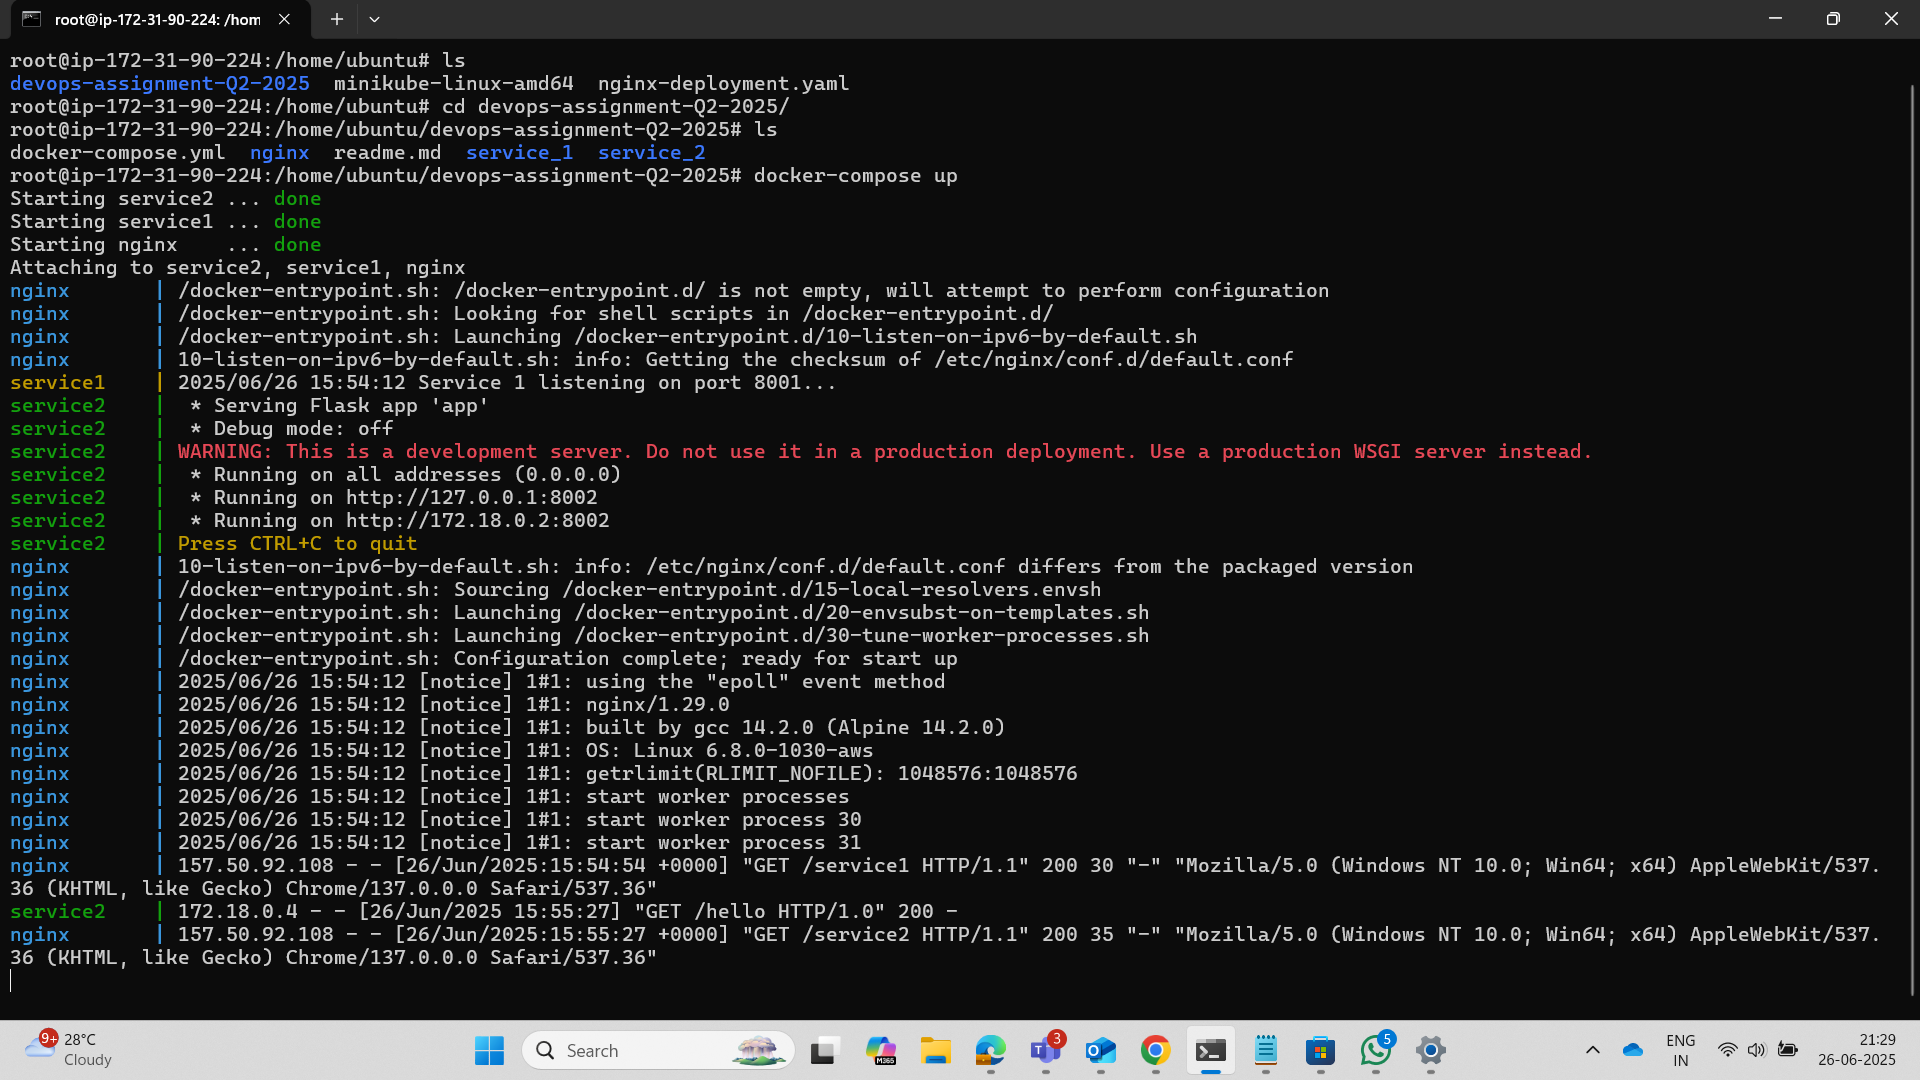 root@ip-172-31-90-224: /hom
root@ip-172-31-90-224:/home/ubuntu# ls
devops-assignment-Q2-2025  minikube-linux-amd64  nginx-deployment.yaml
root@ip-172-31-90-224:/home/ubuntu# cd devops-assignment-Q2-2025/
root@ip-172-31-90-224:/home/ubuntu/devops-assignment-Q2-2025# ls
docker-compose.yml  nginx  readme.md  service_1  service_2
root@ip-172-31-90-224:/home/ubuntu/devops-assignment-Q2-2025# docker-compose up
Starting service2 ... done
Starting service1 ... done
Starting nginx    ... done
Attaching to service2, service1, nginx
nginx       | /docker-entrypoint.sh: /docker-entrypoint.d/ is not empty, will attempt to perform configuration
nginx       | /docker-entrypoint.sh: Looking for shell scripts in /docker-entrypoint.d/
nginx       | /docker-entrypoint.sh: Launching /docker-entrypoint.d/10-listen-on-ipv6-by-default.sh
nginx       | 10-listen-on-ipv6-by-default.sh: info: Getting the checksum of /etc/nginx/conf.d/default.conf
service1    | 2025/06/26 15:54:12 Service 1 listening on port 8001...
service2    |  * Serving Flask app 'app'
service2    |  * Debug mode: off
service2    | WARNING: This is a development server. Do not use it in a production deployment. Use a production WSGI server instead.
service2    |  * Running on all addresses (0.0.0.0)
service2    |  * Running on http://127.0.0.1:8002
service2    |  * Running on http://172.18.0.2:8002
service2    | Press CTRL+C to quit
nginx       | 10-listen-on-ipv6-by-default.sh: info: /etc/nginx/conf.d/default.conf differs from the packaged version
nginx       | /docker-entrypoint.sh: Sourcing /docker-entrypoint.d/15-local-resolvers.envsh
nginx       | /docker-entrypoint.sh: Launching /docker-entrypoint.d/20-envsubst-on-templates.sh
nginx       | /docker-entrypoint.sh: Launching /docker-entrypoint.d/30-tune-worker-processes.sh
nginx       | /docker-entrypoint.sh: Configuration complete; ready for start up
nginx       | 2025/06/26 15:54:12 [notice] 1#1: using the "epoll" event method
nginx       | 2025/06/26 15:54:12 [notice] 1#1: nginx/1.29.0
nginx       | 2025/06/26 15:54:12 [notice] 1#1: built by gcc 14.2.0 (Alpine 14.2.0)
nginx       | 2025/06/26 15:54:12 [notice] 1#1: OS: Linux 6.8.0-1030-aws
nginx       | 2025/06/26 15:54:12 [notice] 1#1: getrlimit(RLIMIT_NOFILE): 1048576:1048576
nginx       | 2025/06/26 15:54:12 [notice] 1#1: start worker processes
nginx       | 2025/06/26 15:54:12 [notice] 1#1: start worker process 30
nginx       | 2025/06/26 15:54:12 [notice] 1#1: start worker process 31
nginx       | 157.50.92.108 - - [26/Jun/2025:15:54:54 +0000] "GET /service1 HTTP/1.1" 200 30 "-" "Mozilla/5.0 (Windows NT 10.0; Win64; x64) AppleWebKit/537.
36 (KHTML, like Gecko) Chrome/137.0.0.0 Safari/537.36"
service2    | 172.18.0.4 - - [26/Jun/2025 15:55:27] "GET /hello HTTP/1.0" 200 -
nginx       | 157.50.92.108 - - [26/Jun/2025:15:55:27 +0000] "GET /service2 HTTP/1.1" 200 35 "-" "Mozilla/5.0 (Windows NT 10.0; Win64; x64) AppleWebKit/537.
36 (KHTML, like Gecko) Chrome/137.0.0.0 Safari/537.36"
9+ 28°C
Cloudy
Search
M365
3
5
ENG
IN
21:29
26-06-2025